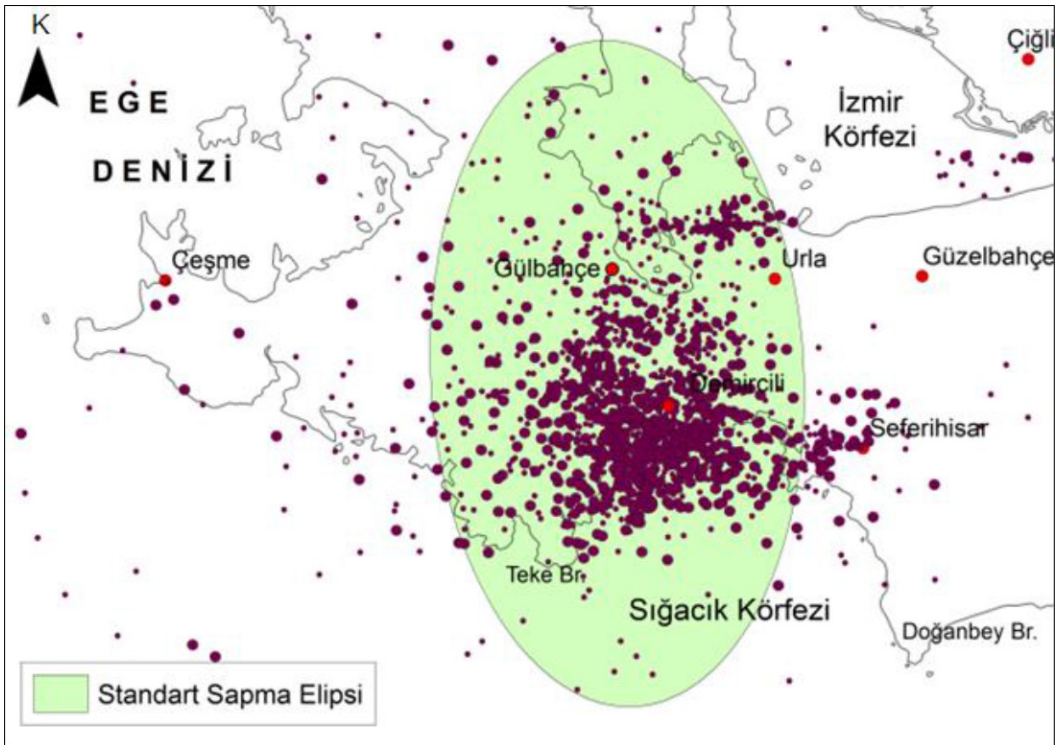 K
Çiğli
EGE
DENİZİ
İzmir
Körfezi
Çeşme
Gülbahçe
Urla
Güzelbahçe
Demircili
Seferihisar
Teke Br.
Sığacık Körfezi
Doğanbey Br.
Standart Sapma Elipsi